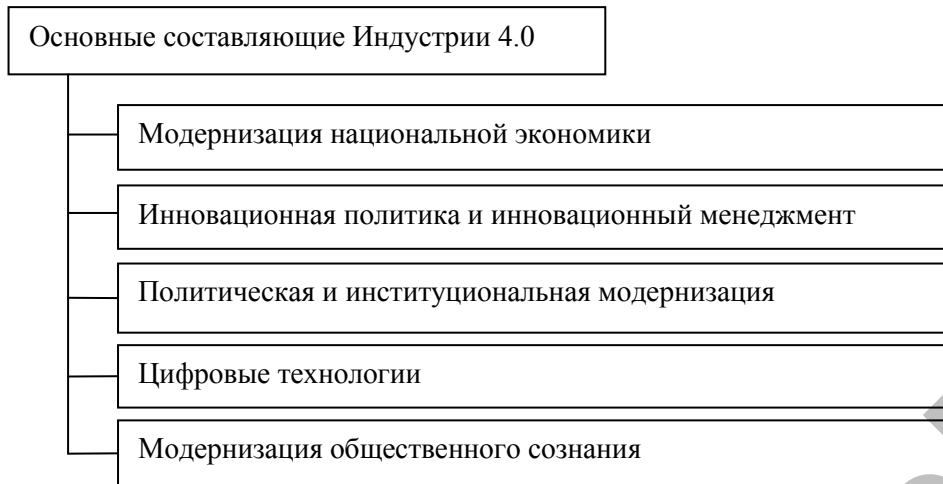 Основные составляющие Индустрии 4.0
Модернизация национальной экономики
Инновационная политика и инновационный менеджмент
Политическая и институциональная модернизация
Цифровые технологии
Модернизация общественного сознания